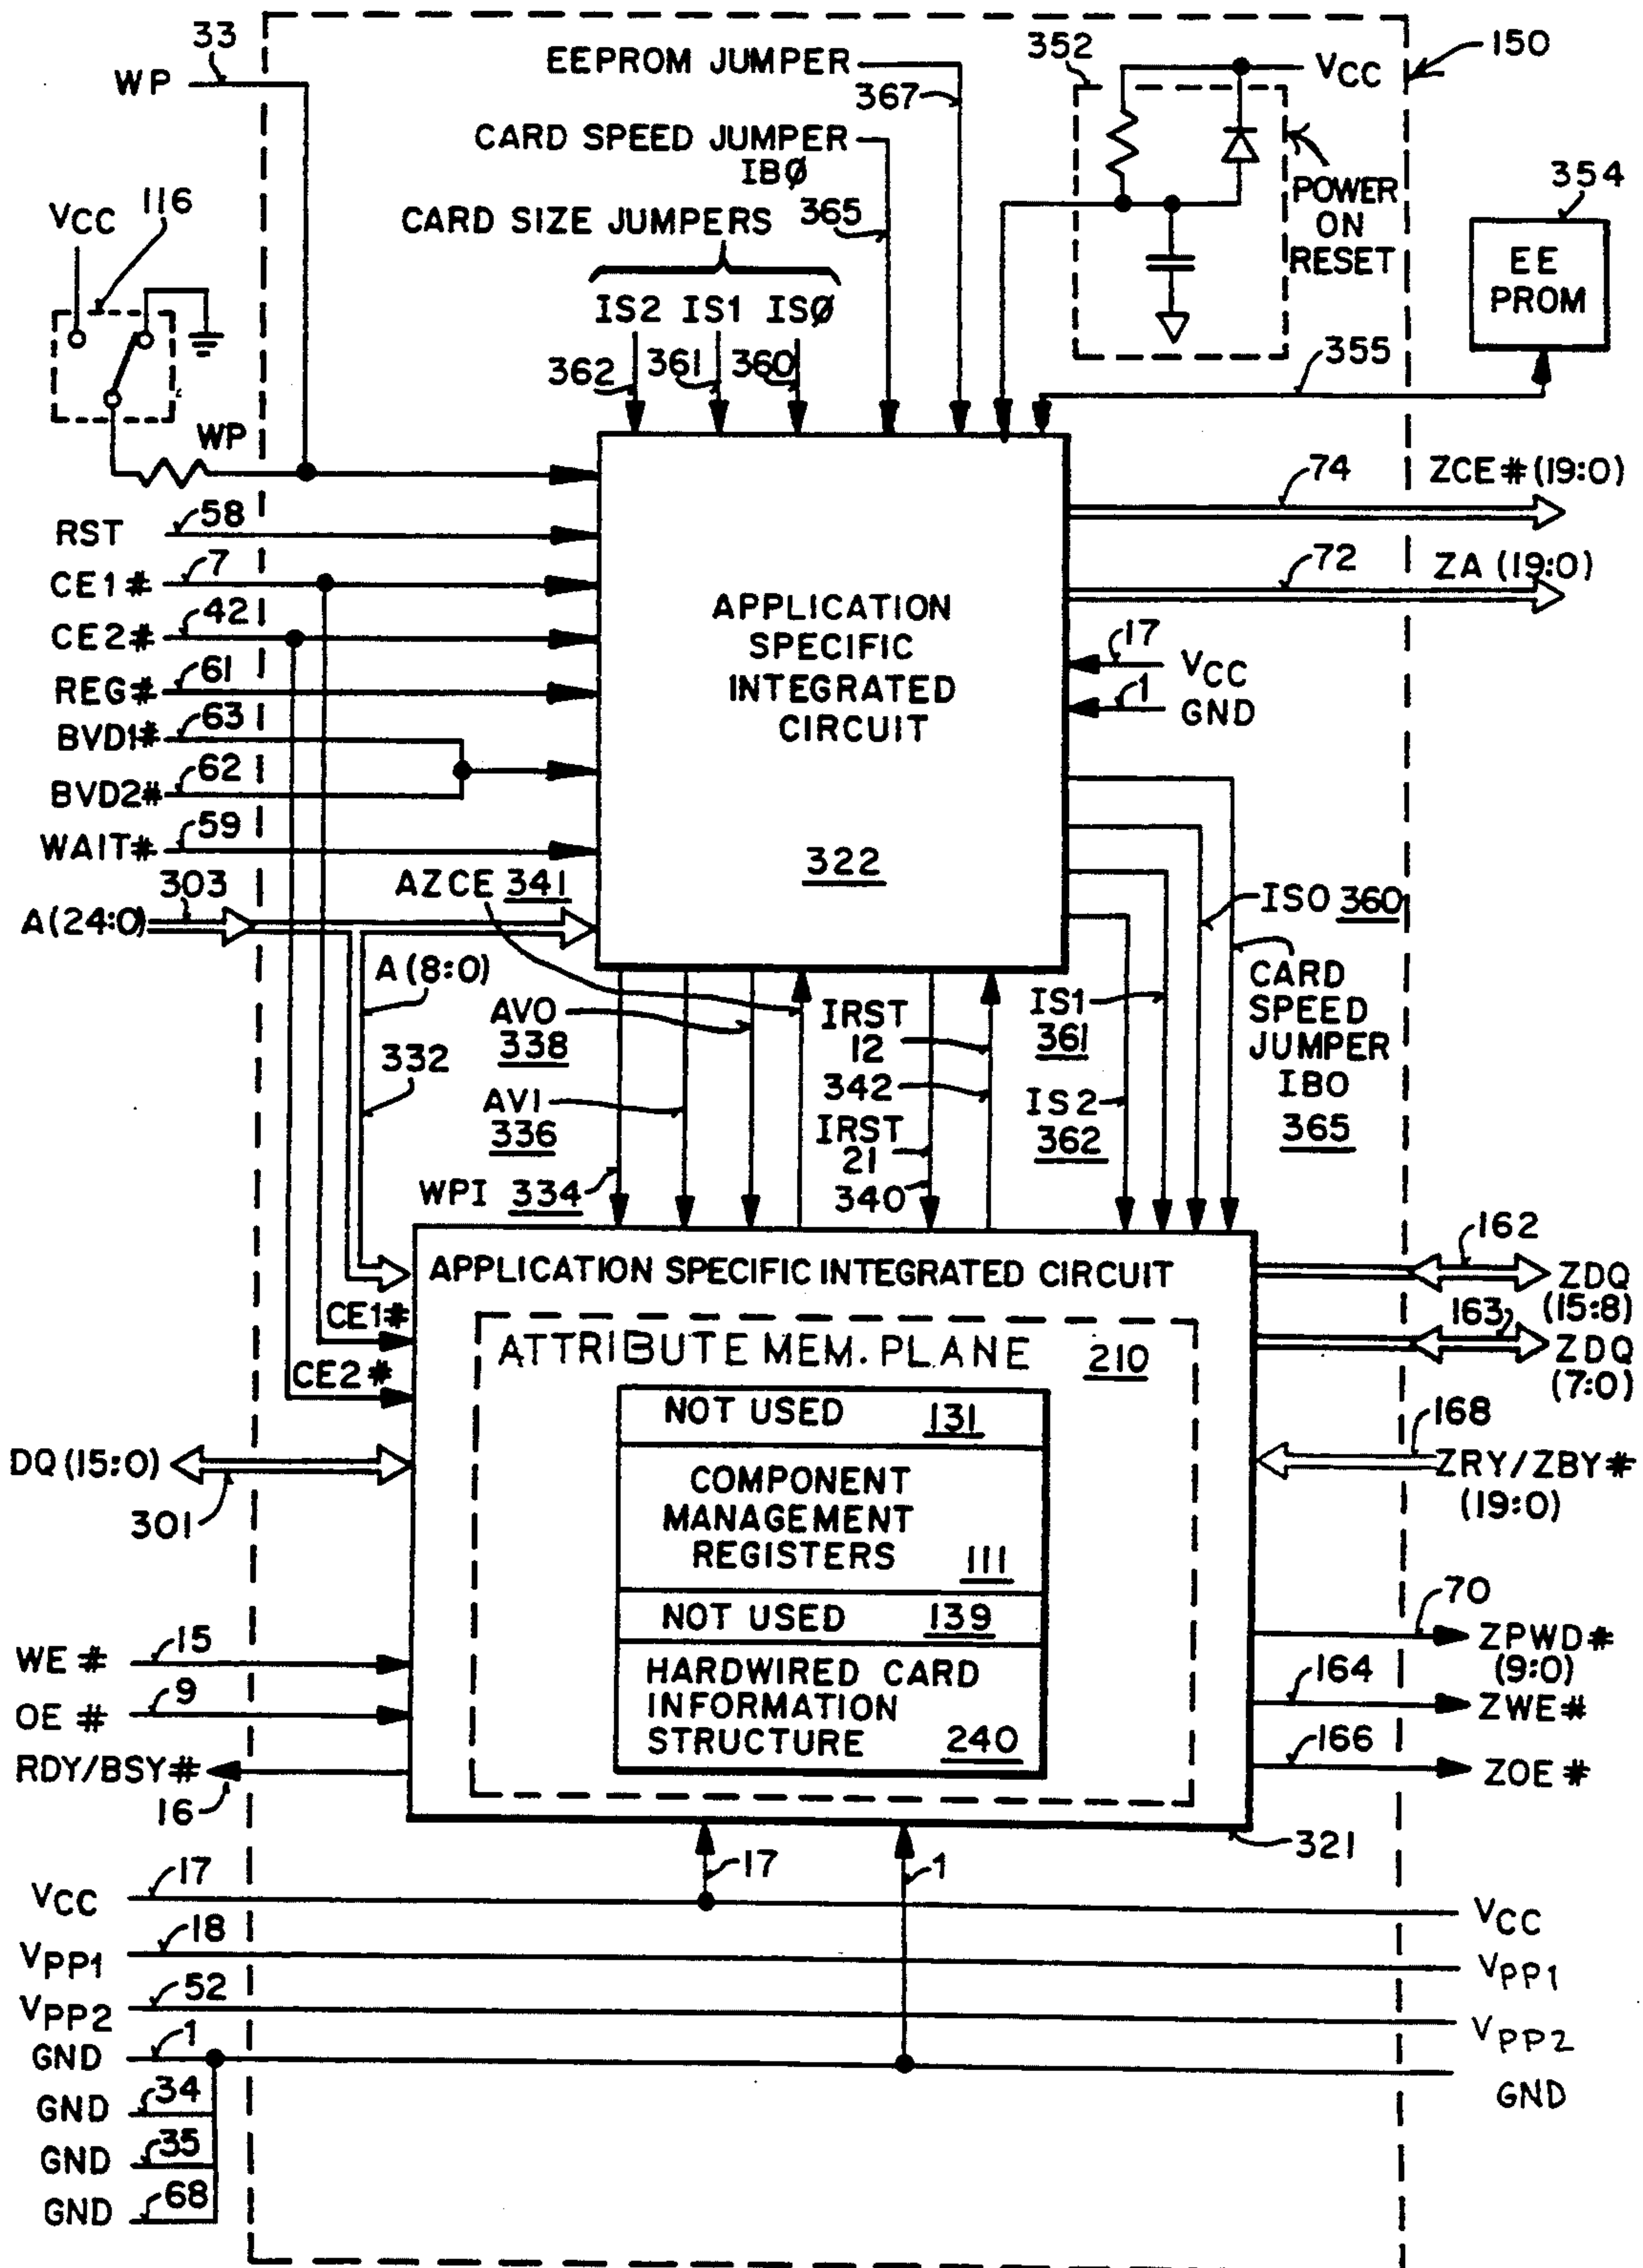 33
WP
EEPROM JUMPER
367
352
VCC
150
CARD SPEED JUMPER
IBØ
365
CARD SIZE JUMPERS
IS2 IS1 ISØ
362 361 360
POWER
ON
RESET
354
EE
PROM
355
VCC
116
WP
RST 58
CE1# 7
CE2# 42
REG# 61
BVD1# 63
BVD2# 62
WAIT# 59
A(24:0) 303
APPLICATION
SPECIFIC
INTEGRATED
CIRCUIT
322
74 ZCE#(19:0)
72 ZA (19:0)
17 VCC
1 GND
AZCE 341
A(8:0)
332
AVO
338
AVI
336
WPI 334
IRST
12
342
IRST
21
340
IS1
361
IS2
362
ISO 360
CARD
SPEED
JUMPER
IBO
365
APPLICATION SPECIFIC INTEGRATED CIRCUIT
CE1#
CE2#
ATTRIBUTE MEM. PLANE 210
NOT USED 131
COMPONENT
MANAGEMENT
REGISTERS 111
NOT USED 139
HARDWIRED CARD
INFORMATION
STRUCTURE 240
321
162 ZDQ
(15:8)
163 ZDQ
(7:0)
168
ZRY/ZBY#
(19:0)
70 ZPWD#
(9:0)
164 ZWE#
166 ZOE#
DQ(15:0)
301
WE # 15
OE # 9
RDY/BSY#
16
17
1
VCC 17 VCC
VPP1 18 VPP1
VPP2 52 VPP2
GND 1 GND
GND 34
GND 35
GND 68